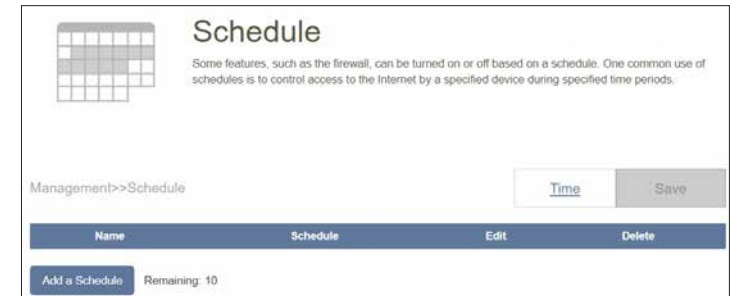 Schedule
Some features, such as the firewall, can be turned on or off based on a schedule. One common use of
schedules is to control access to the Internet by a specified device during specified time periods.
Management>>Schedule
Time
Save
Name Schedule Edit Delete
Add a Schedule Remaining: 10